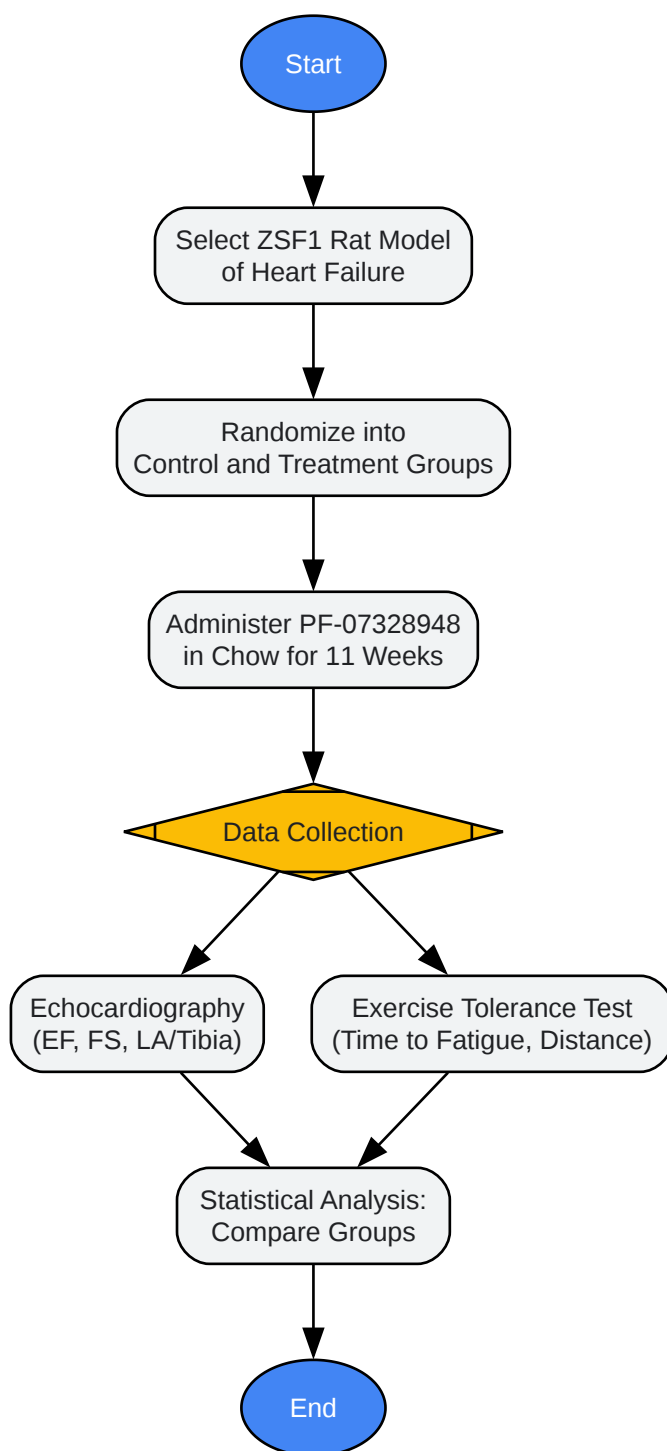 Start
Select ZSF1 Rat Model
of Heart Failure
Randomize into
Control and Treatment Groups
Administer PF-07328948
in Chow for 11 Weeks
Data Collection
Echocardiography
(EF, FS, LA/Tibia)
Exercise Tolerance Test
(Time to Fatigue, Distance)
Statistical Analysis:
Compare Groups
End